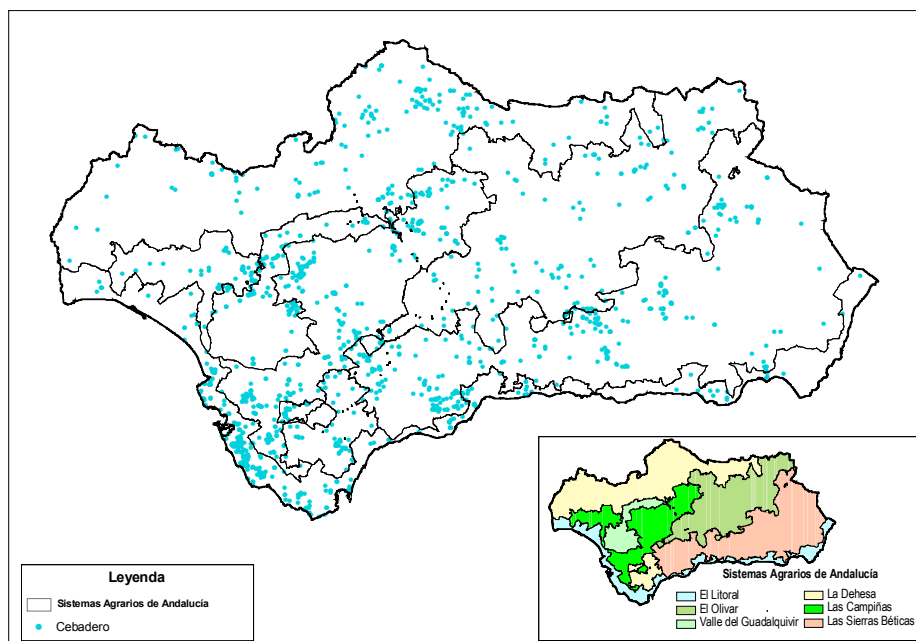 Leyenda
Sistemas Agrarios de Andalucía
Cebadero
Sistemas Agrarios de Andalucía
El Litoral
La Dehesa
El Olivar
Las Campiñas
Valle del Guadalquivir
Las Sierras Béticas